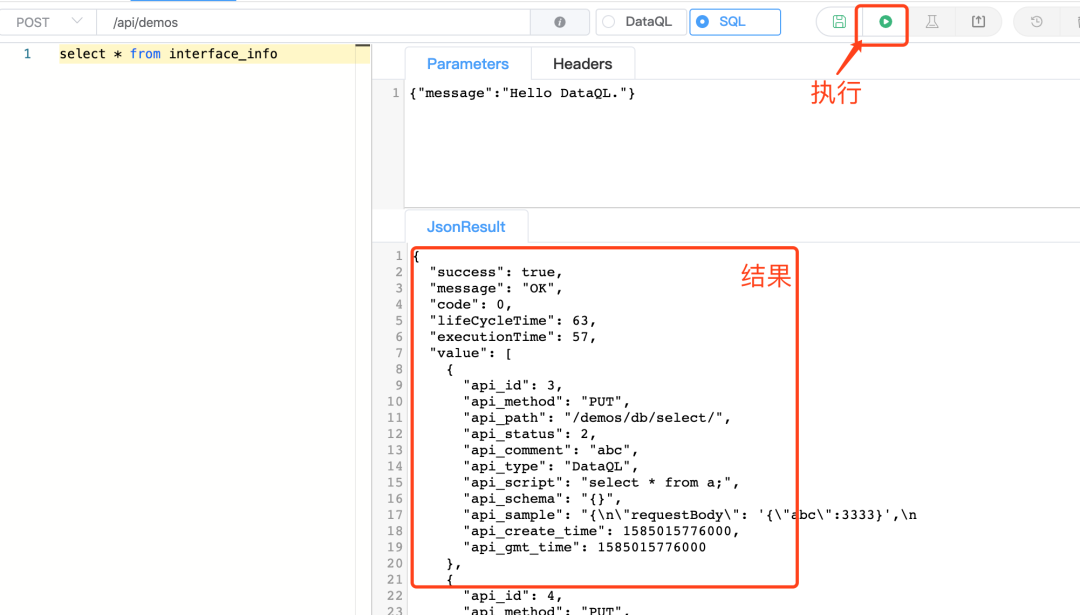 POST /api/demos DataQL SQL
1 select * from interface_info
Parameters Headers
执行
1 {"message":"Hello DataQL."}
JsonResult
结果
1 {
2 "success": true,
3 "message": "OK",
4 "code": 0,
5 "lifeCycleTime": 63,
6 "executionTime": 57,
7 "value": [
8 {
9 "api_id": 3,
10 "api_method": "PUT",
11 "api_path": "/demos/db/select/",
12 "api_status": 2,
13 "api_comment": "abc",
14 "api_type": "DataQL",
15 "api_script": "select * from a;",
16 "api_schema": "{}",
17 "api_sample": "{\n\"requestBody\": '{\"abc\":3333}',\n
18 "api_create_time": 1585015776000,
19 "api_gmt_time": 1585015776000
20 },
21 {
22 "api_id": 4,
23 "api_method": "PUT",